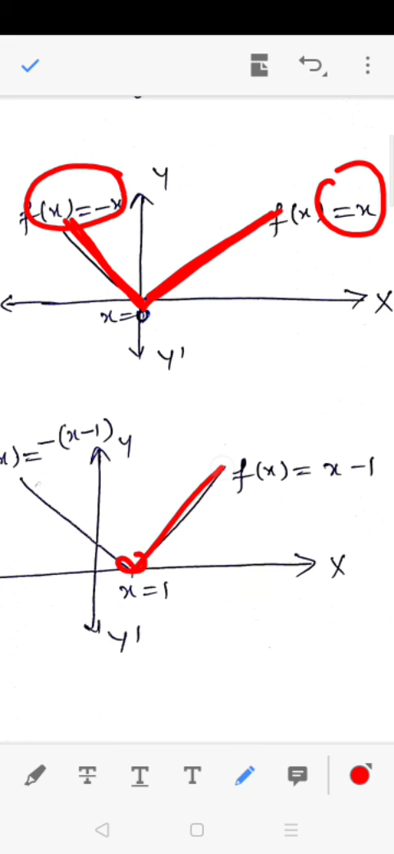 Y
f(x)=-x
f(x)=x
X
x=0
Y'
x)=-(x-1)
Y
f(x)=x-1
X
x=1
Y'
T T T